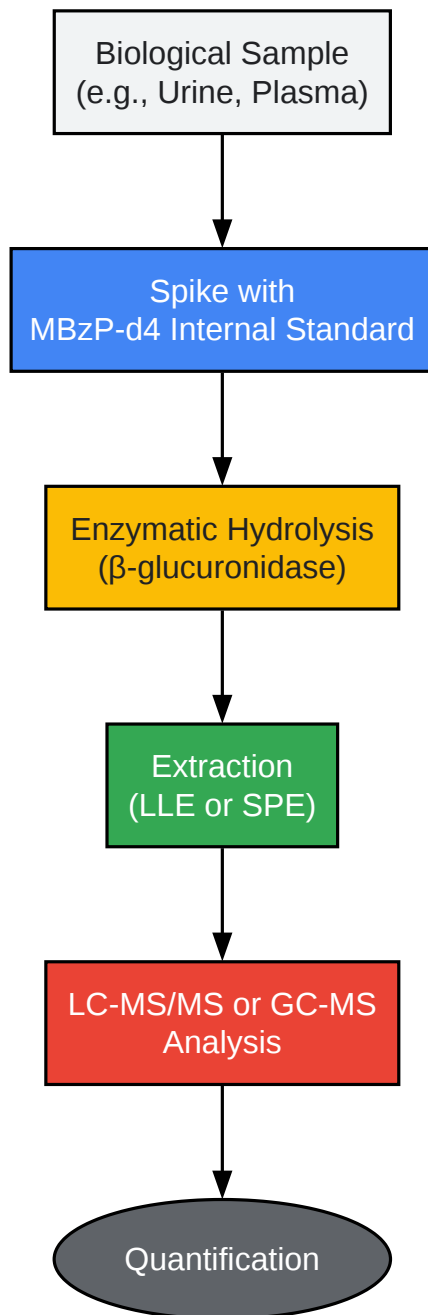 Biological Sample
(e.g., Urine, Plasma)
Spike with
MBzP-d4 Internal Standard
Enzymatic Hydrolysis
(β-glucuronidase)
Extraction
(LLE or SPE)
LC-MS/MS or GC-MS
Analysis
Quantification